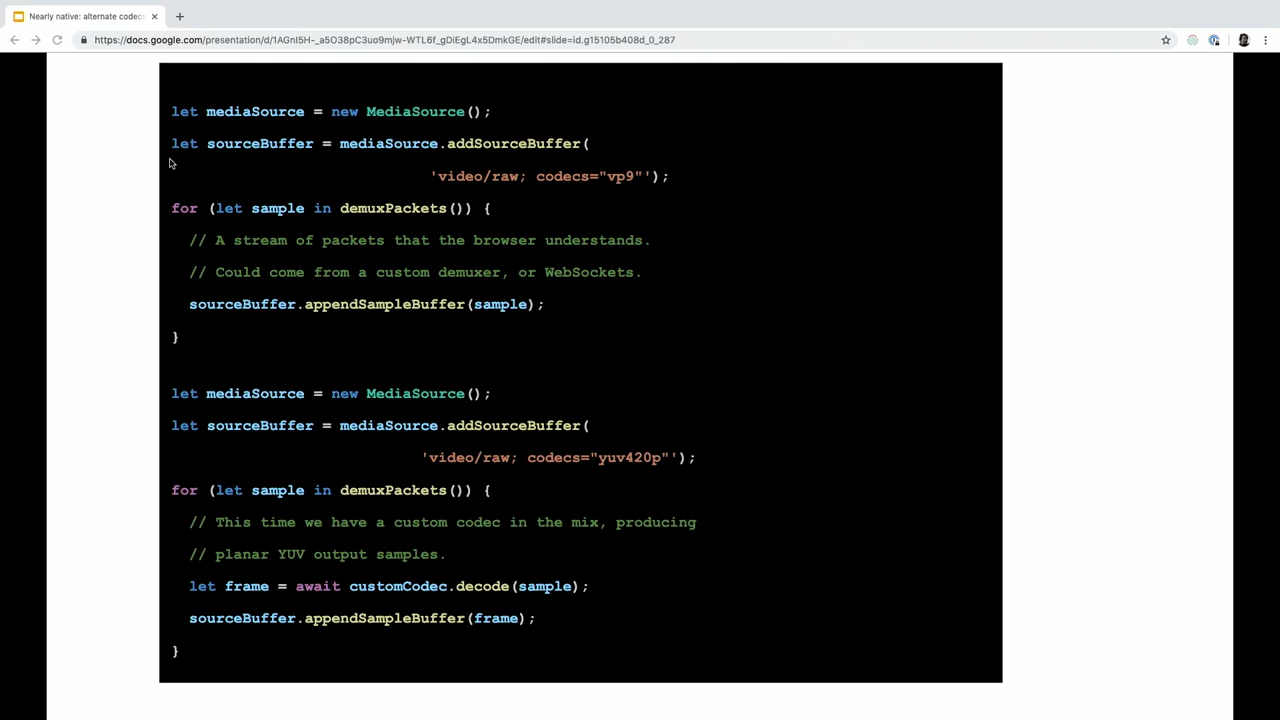 Nearly native: alternate codecs
https://docs.google.com/presentation/d/1AGnI5H-_a5O38pC3uo9mjw-WTL6f_gDiEgL4x5DmkGE/edit#slide=id.g15105b408d_0_287
let mediaSource = new MediaSource();
let sourceBuffer = mediaSource.addSourceBuffer(
'video/raw; codecs="vp9"');
for (let sample in demuxPackets()) {
// A stream of packets that the browser understands.
// Could come from a custom demuxer, or WebSockets.
sourceBuffer.appendSampleBuffer(sample);
}
let mediaSource = new MediaSource();
let sourceBuffer = mediaSource.addSourceBuffer(
'video/raw; codecs="yuv420p"');
for (let sample in demuxPackets()) {
// This time we have a custom codec in the mix, producing
// planar YUV output samples.
let frame = await customCodec.decode(sample);
sourceBuffer.appendSampleBuffer(frame);
}